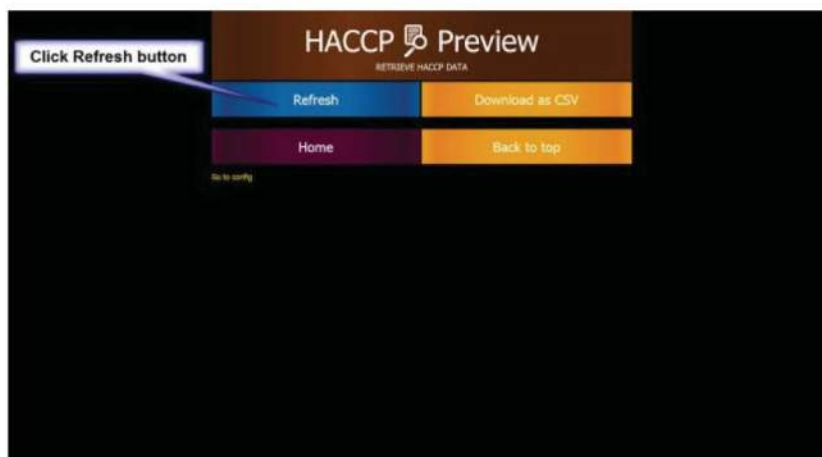 HACCP Preview
Click Refresh button
RETRIEVE HACCP DATA
Refresh Download as CSV
Home Back to top
Go to config